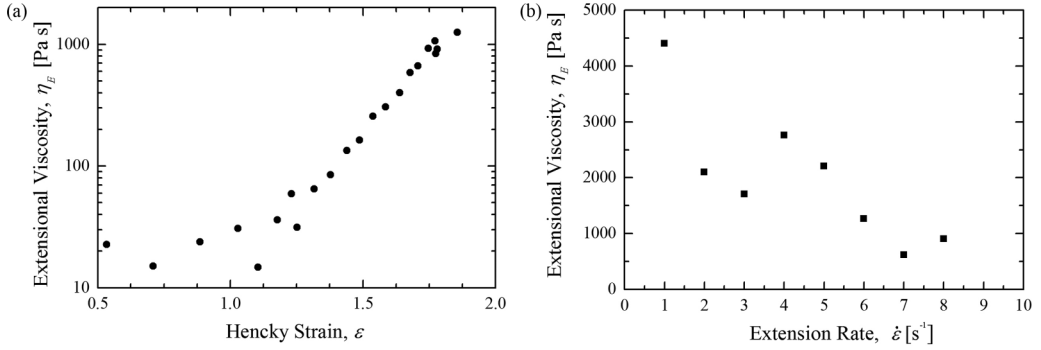 (a)
Extensional Viscosity, η_E [Pa s]
1000
100
10
0.5 1.0 1.5 2.0
Hencky Strain, ε
(b)
Extensional Viscosity, η_E [Pa s]
5000
4000
3000
2000
1000
0
0 1 2 3 4 5 6 7 8 9 10
Extension Rate, ε̇ [s⁻¹]